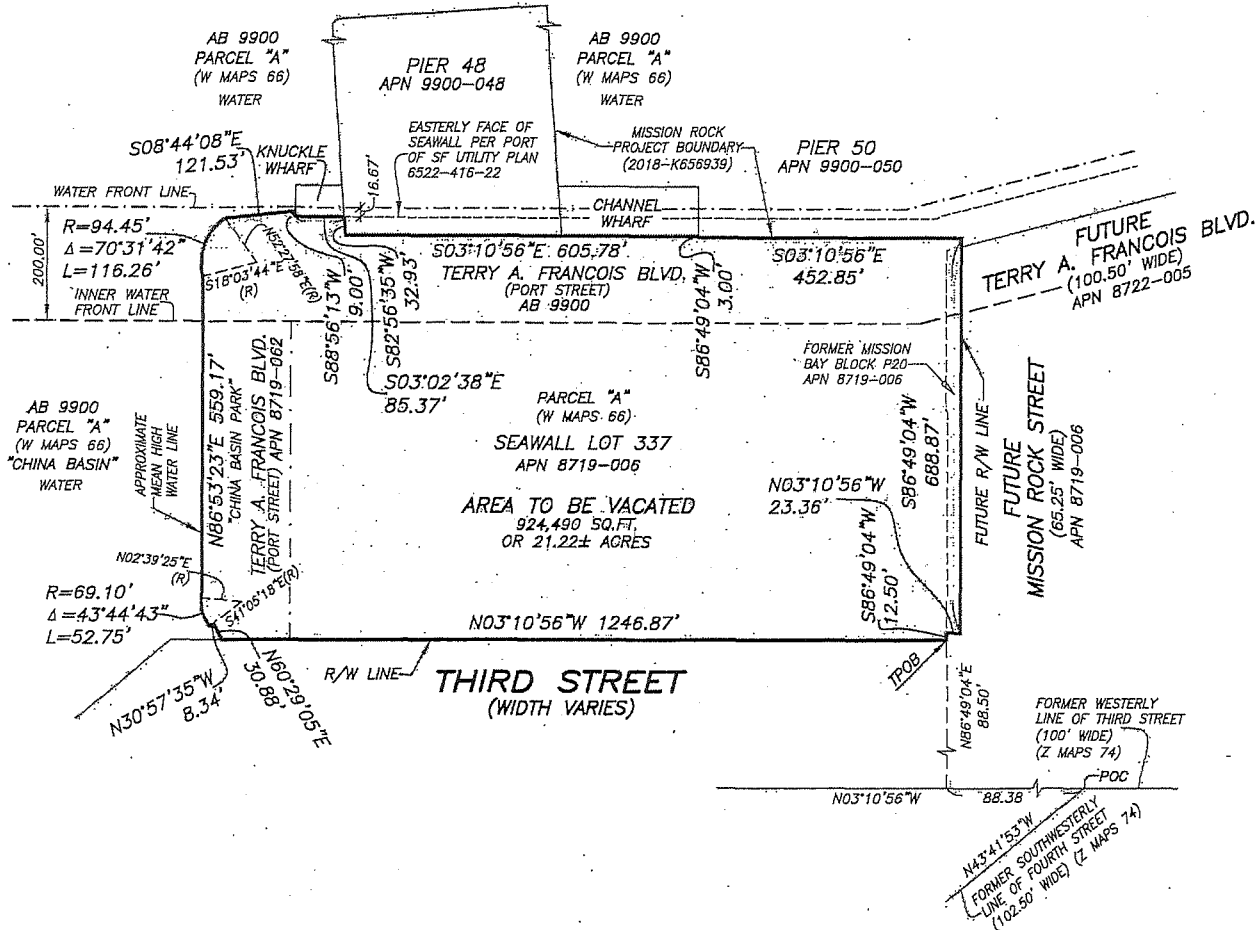 AB 9900
PARCEL "A"
(W MAPS 66)
WATER
PIER 48
APN 9900-048
AB 9900
PARCEL "A"
(W MAPS 66)
WATER
S08°44'08"E
121.53'
KNUCKLE
WHARF
EASTERLY FACE OF
SEAWALL PER PORT
OF SF UTILITY PLAN
6522-416-22
MISSION ROCK
PROJECT BOUNDARY
(2018-K656939)
PIER 50
APN 9900-050
16.67'
WATER FRONT LINE
CHANNEL
WHARF
FUTURE
TERRY A. FRANCOIS BLVD.
(100.50' WIDE)
APN 8722-005
R=94.45'
Δ=70°31'42"
L=116.26'
200.00'
S18°03'44"E
(R)
N52°27'58"E(R)
INNER WATER
FRONT LINE
S88°56'13"W
9.00'
S82°56'35"W
32.93'
S03°10'56"E 605.78'
TERRY A. FRANCOIS BLVD.
(PORT STREET)
AB 9900
S86°49'04"W
3.00'
S03°10'56"E
452.85'
S03°02'38"E
85.37'
FORMER MISSION
BAY BLOCK P20
APN 8719-006
AB 9900
PARCEL "A"
(W MAPS 66)
"CHINA BASIN"
WATER
APPROXIMATE
MEAN HIGH
WATER LINE
N86°53'23"E 559.17'
"CHINA BASIN PARK"
TERRY A. FRANCOIS BLVD.
(PORT STREET) APN 8719-062
PARCEL "A"
(W MAPS 66)
SEAWALL LOT 337
APN 8719-006
AREA TO BE VACATED
924,490 SQ.FT,
OR 21.22± ACRES
N03°10'56"W
23.36'
S86°49'04"W
12.50'
S86°49'04"W
688.87'
FUTURE R/W LINE
FUTURE
MISSION ROCK STREET
(65.25' WIDE)
APN 8719-006
N02°39'25"E
(R)
S41°05'18"E(R)
R=69.10'
Δ=43°44'43"
L=52.75'
N03°10'56"W 1246.87'
N30°57'35"W
8.34'
N60°29'05"E
30.88'
R/W LINE
THIRD STREET
(WIDTH VARIES)
TPOB
N86°49'04"E
88.50'
FORMER WESTERLY
LINE OF THIRD STREET
(100' WIDE)
(Z MAPS 74)
POC
N03°10'56"W
88.38
N43°41'53"W
FORMER SOUTHWESTERLY
LINE OF FOURTH STREET
(102.50' WIDE) (Z MAPS 74)